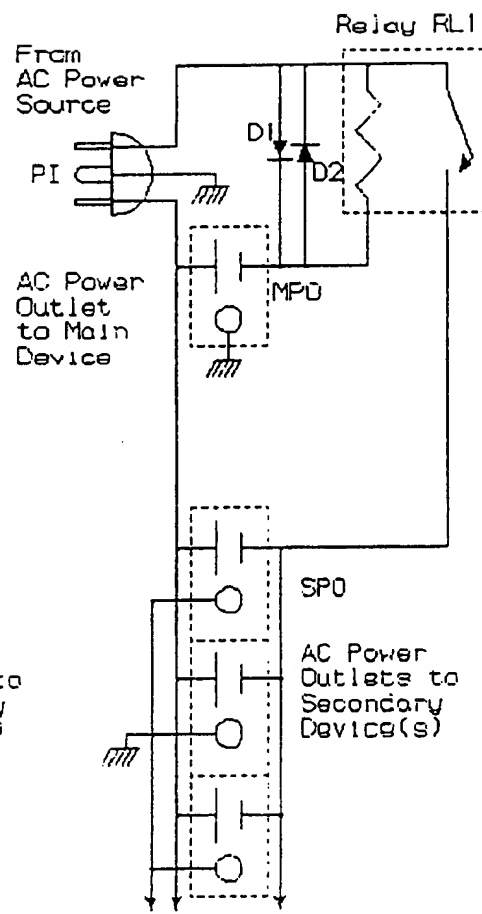 Relay RL1
From
AC Power
Source
D1
D2
PI
MPO
AC Power
Outlet
to Main
Device
SPO
AC Power
Outlets to
Secondary
Device(s)